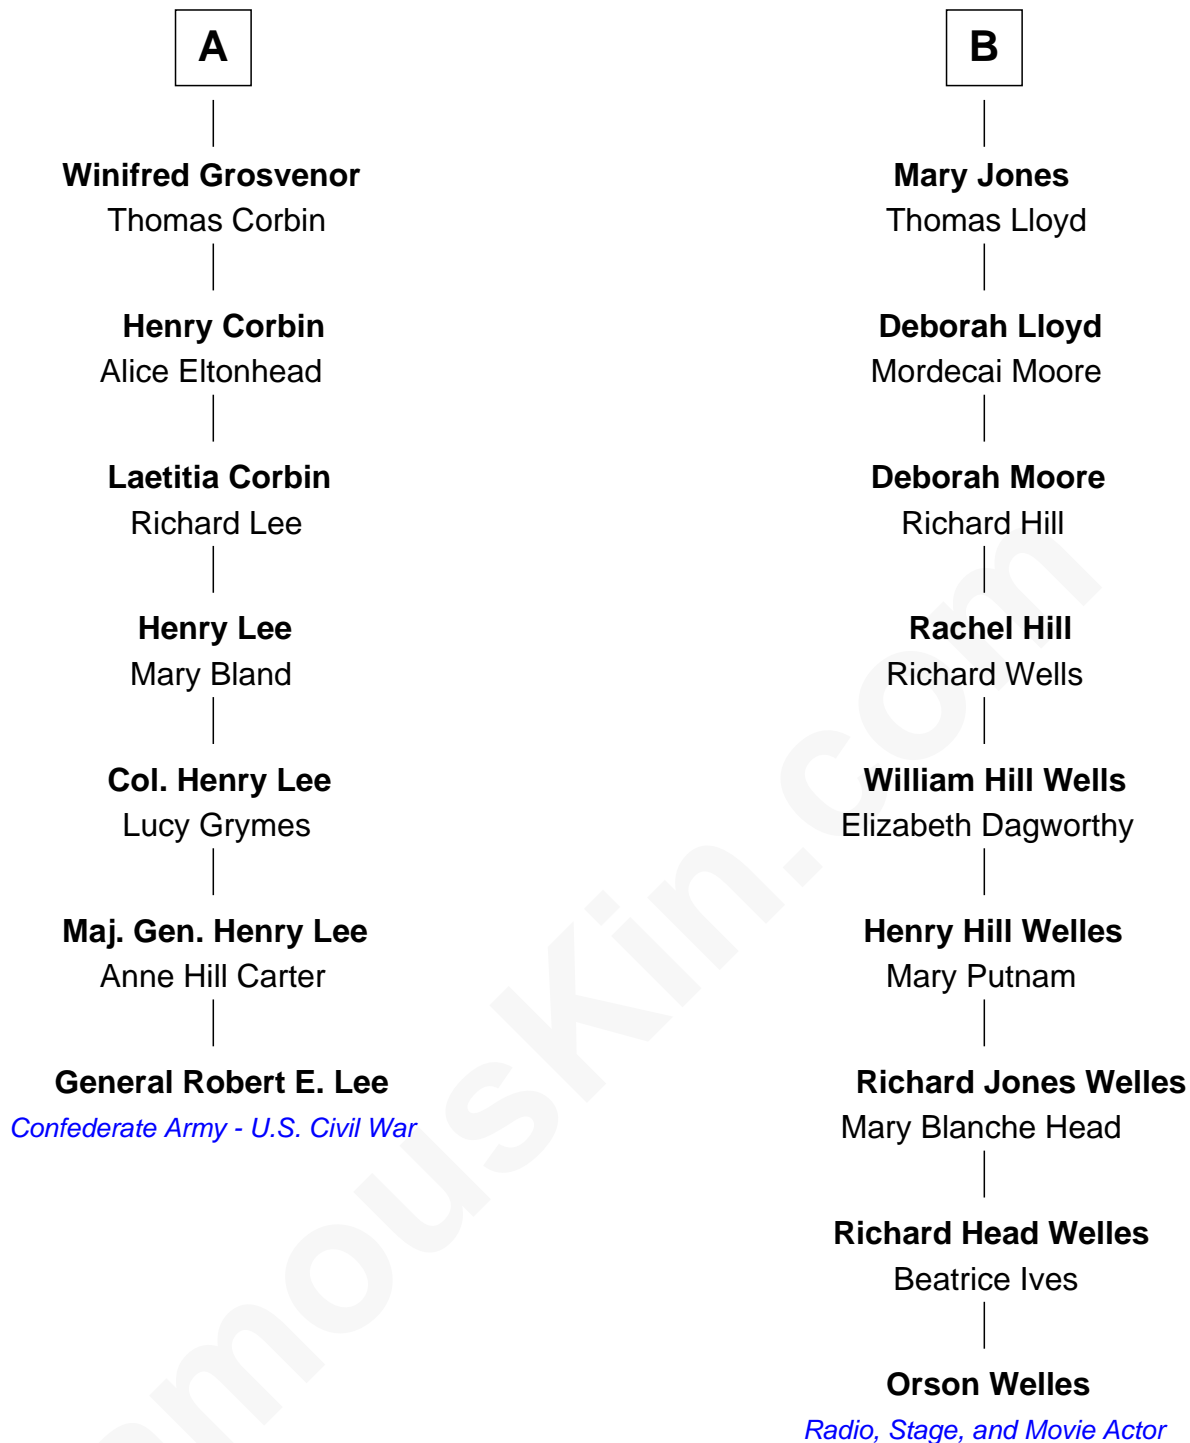 A
Winifred Grosvenor
Thomas Corbin
Henry Corbin
Alice Eltonhead
Laetitia Corbin
Richard Lee
Henry Lee
Mary Bland
Col. Henry Lee
Lucy Grymes
Maj. Gen. Henry Lee
Anne Hill Carter
General Robert E. Lee
Confederate Army - U.S. Civil War
B
Mary Jones
Thomas Lloyd
Deborah Lloyd
Mordecai Moore
Deborah Moore
Richard Hill
Rachel Hill
Richard Wells
William Hill Wells
Elizabeth Dagworthy
Henry Hill Welles
Mary Putnam
Richard Jones Welles
Mary Blanche Head
Richard Head Welles
Beatrice Ives
Orson Welles
Radio, Stage, and Movie Actor
amousKin.com